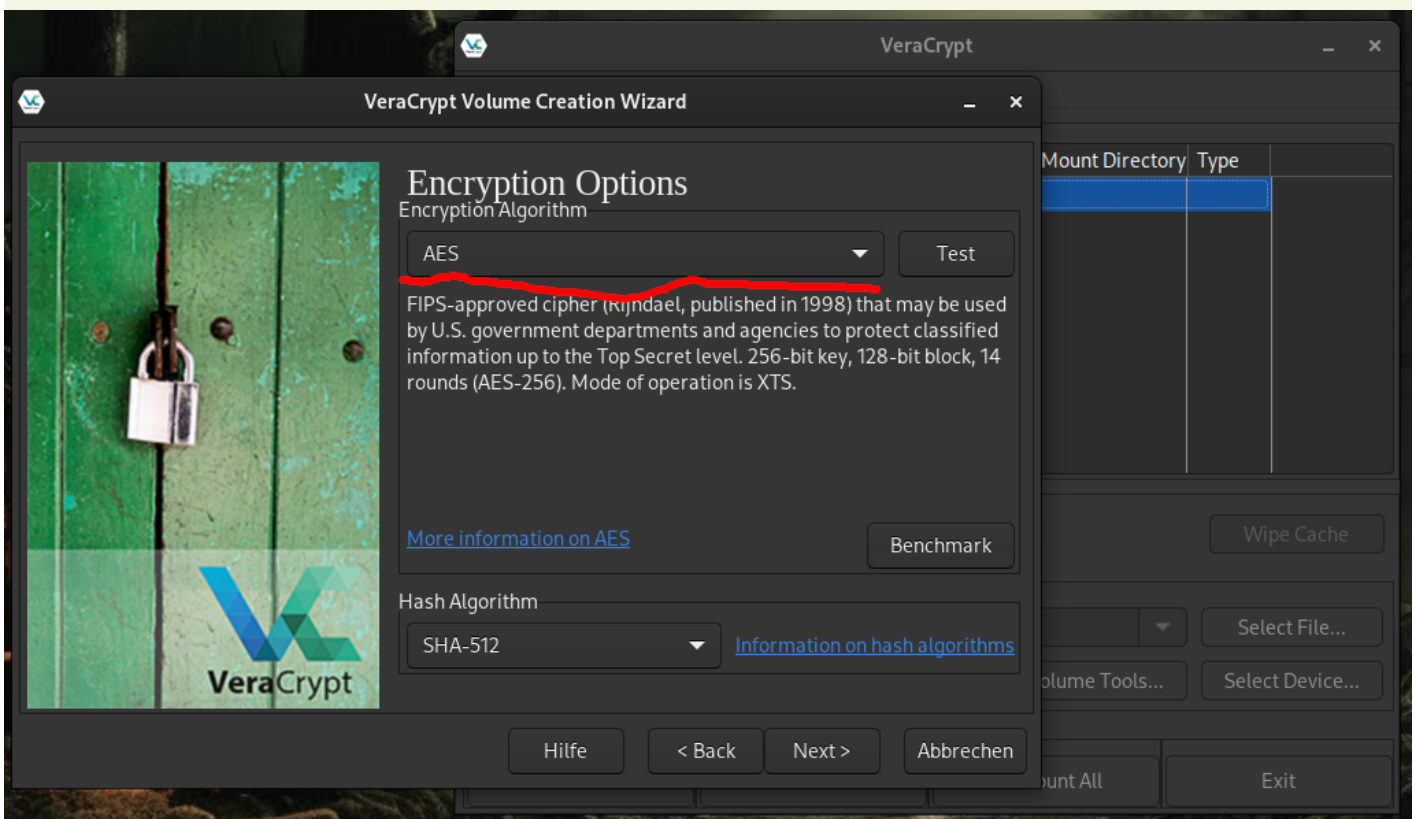 VeraCrypt
VeraCrypt Volume Creation Wizard
Mount Directory Type
Encryption Options
Encryption Algorithm
AES
Test
FIPS-approved cipher (Rijndael, published in 1998) that may be used
by U.S. government departments and agencies to protect classified
information up to the Top Secret level. 256-bit key, 128-bit block, 14
rounds (AES-256). Mode of operation is XTS.
More information on AES
Benchmark
Wipe Cache
Hash Algorithm
SHA-512
Information on hash algorithms
Select File...
VeraCrypt
olume Tools...
Select Device...
Hilfe
< Back
Next >
Abbrechen
ount All
Exit